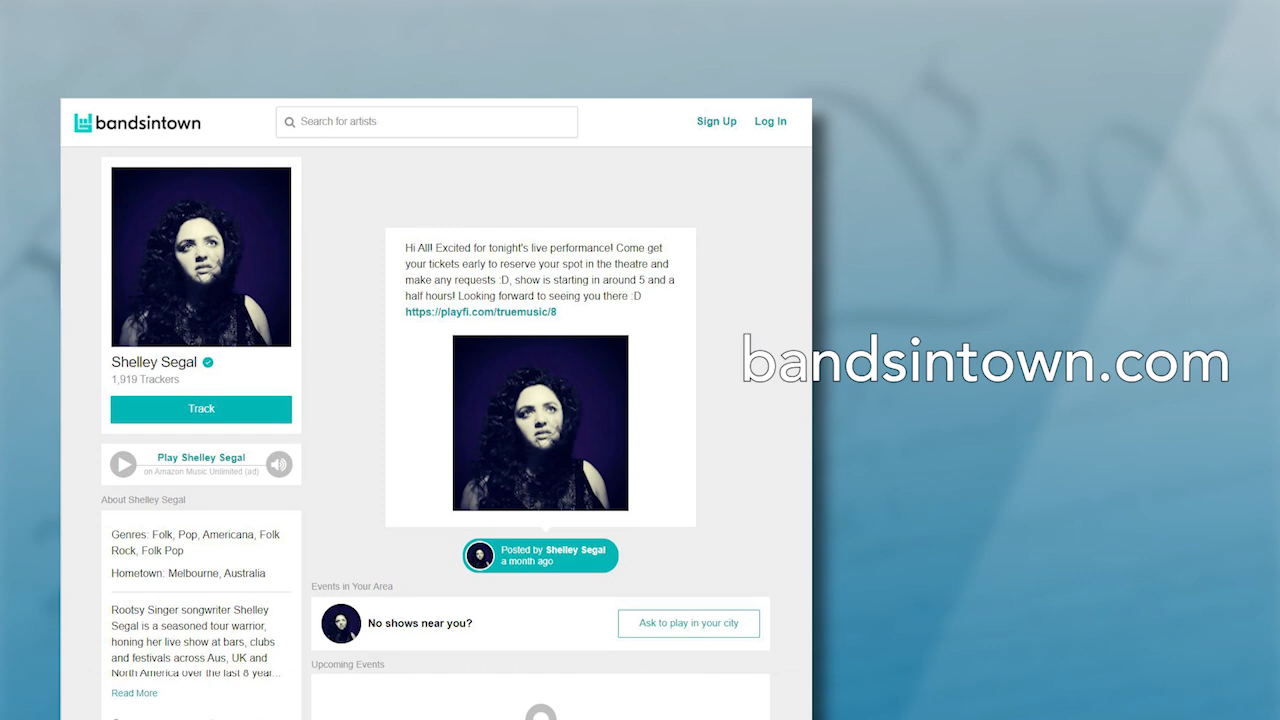 bandsintown
Search for artists
Sign Up
Log In
Hi All! Excited for tonight's live performance! Come get
your tickets early to reserve your spot in the theatre and
make any requests :D, show is starting in around 5 and a
half hours! Looking forward to seeing you there :D
https://playfi.com/truemusic/8
Shelley Segal
1,919 Trackers
Track
Play Shelley Segal
on Amazon Music Unlimited (ad)
About Shelley Segal
Genres: Folk, Pop, Americana, Folk
Rock, Folk Pop
Hometown: Melbourne, Australia
Rootsy Singer songwriter Shelley
Segal is a seasoned tour warrior,
honing her live show at bars, clubs
and festivals across Aus, UK and
North America over the last 8 year...
Read More
Posted by Shelley Segal
a month ago
Events in Your Area
No shows near you?
Ask to play in your city
Upcoming Events
bandsintown.com